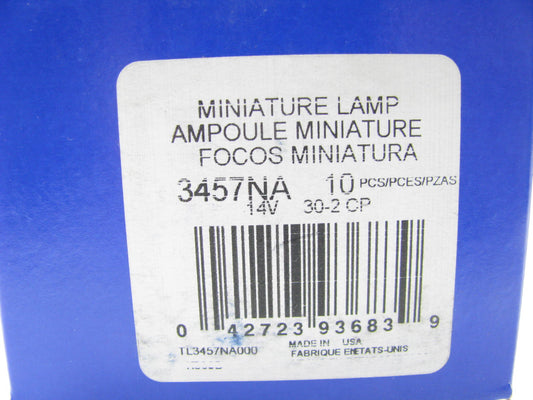 MINIATURE LAMP
AMPOULE MINIATURE
FOCOS MINIATURA
3457NA 10 PCS/PCES/PZAS
14V 30-2 CP
0 42723 93683 9
TL3457NA000 MADE IN USA
FABRIQUE ENETATS-UNIS